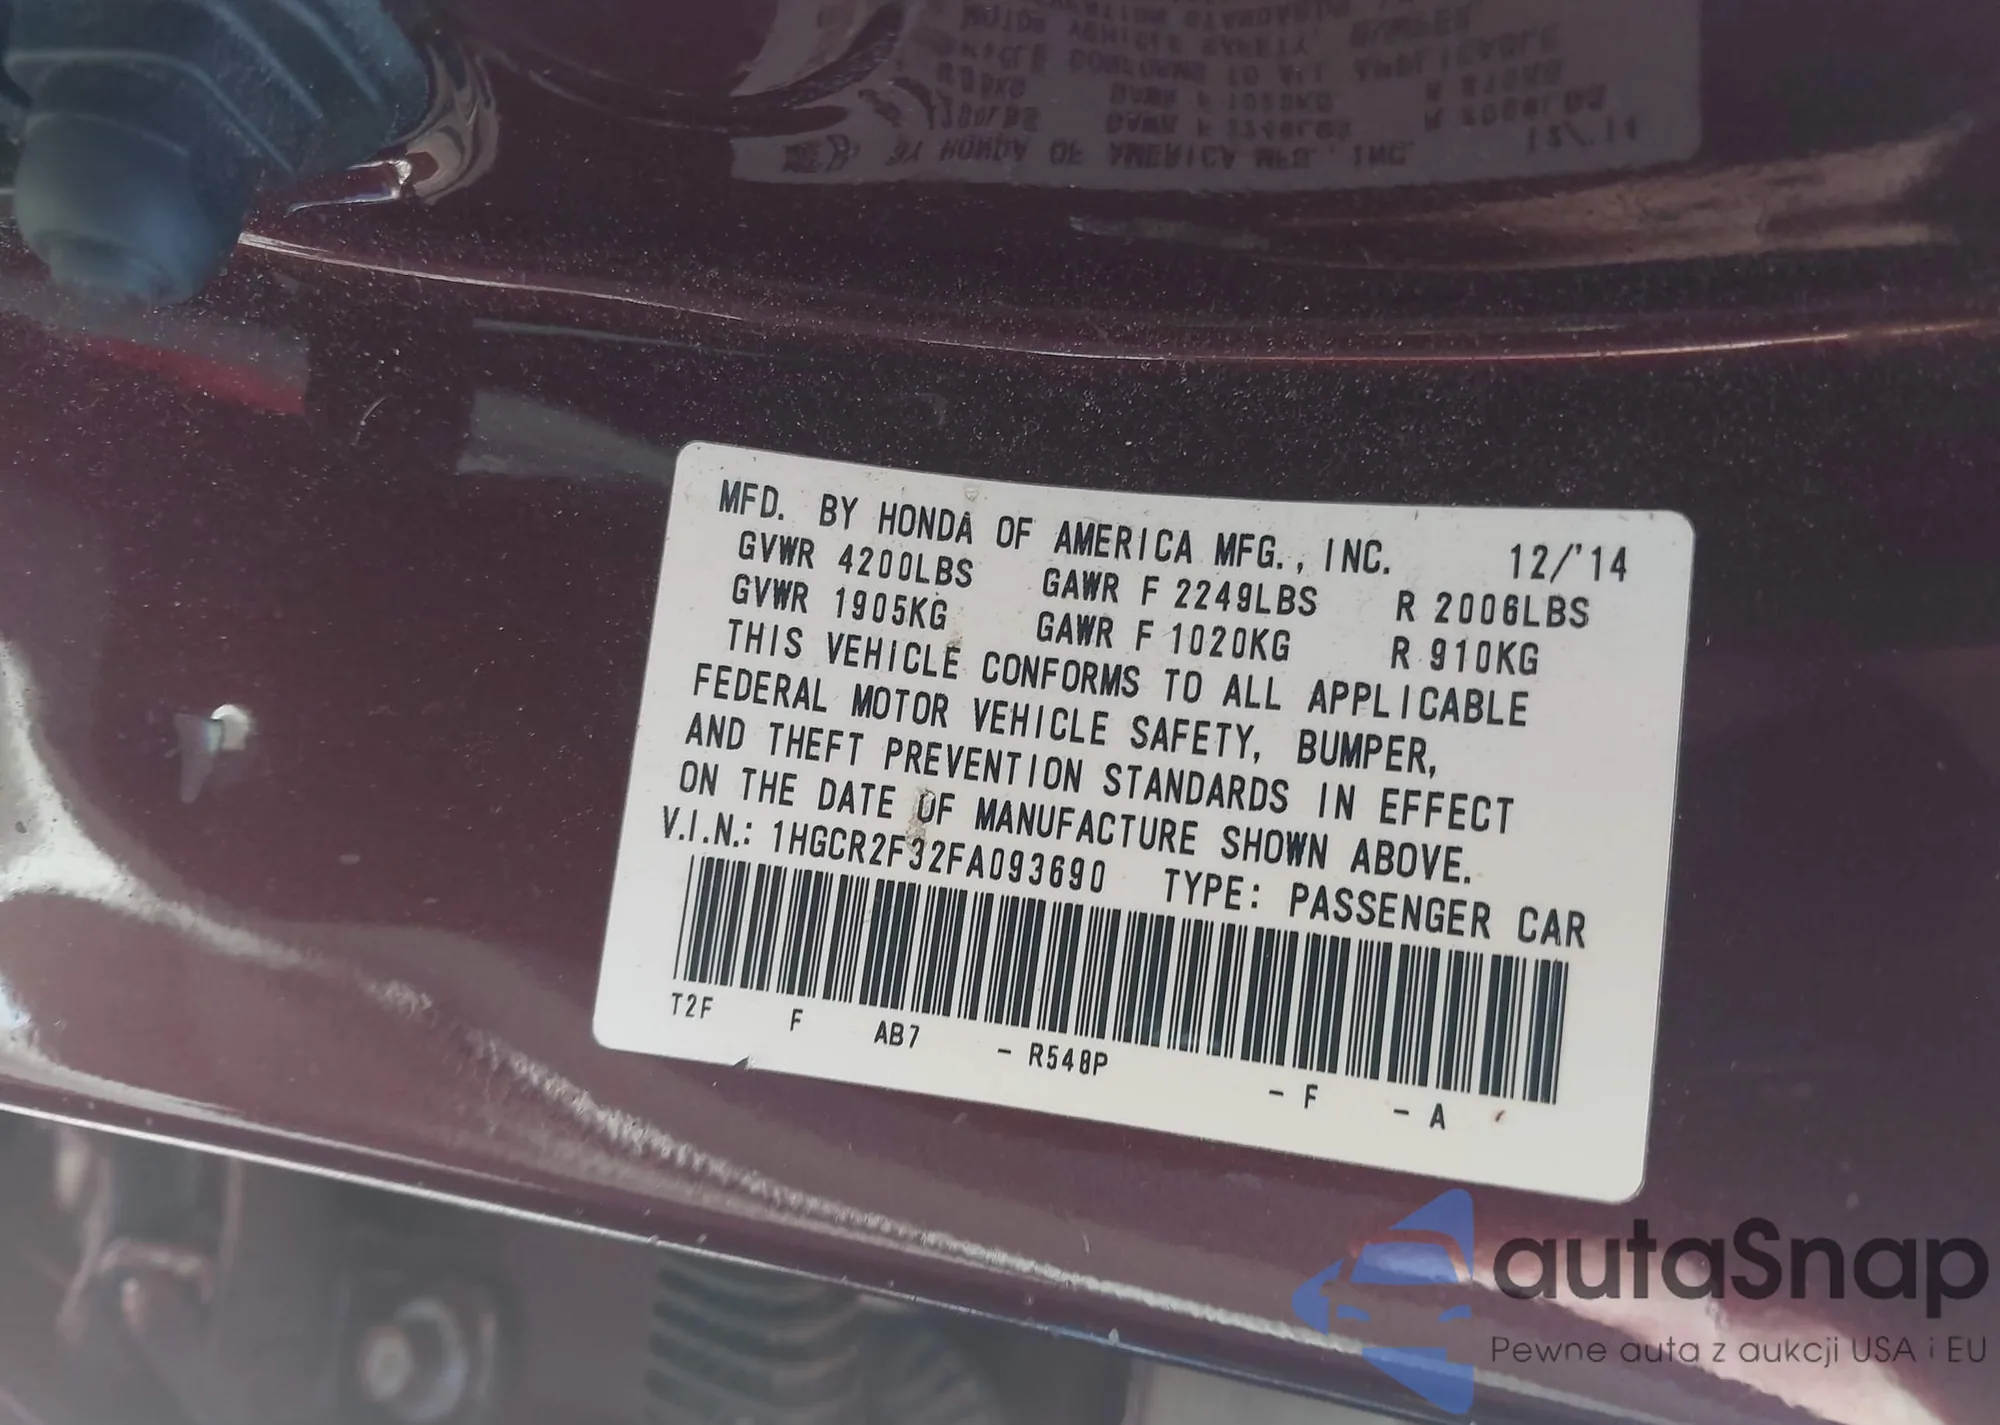 MFD. BY HONDA OF AMERICA MFG., INC. 12/'14
GVWR 4200LBS GAWR F 2249LBS R 2006LBS
GVWR 1905KG GAWR F 1020KG R 910KG
THIS VEHICLE CONFORMS TO ALL APPLICABLE
FEDERAL MOTOR VEHICLE SAFETY, BUMPER,
AND THEFT PREVENTION STANDARDS IN EFFECT
ON THE DATE OF MANUFACTURE SHOWN ABOVE.
V.I.N.: 1HGCR2F32FA093690 TYPE: PASSENGER CAR
T2F F AB7 - R548P - F - A
autaSnap
Pewne auta z aukcji USA i EU